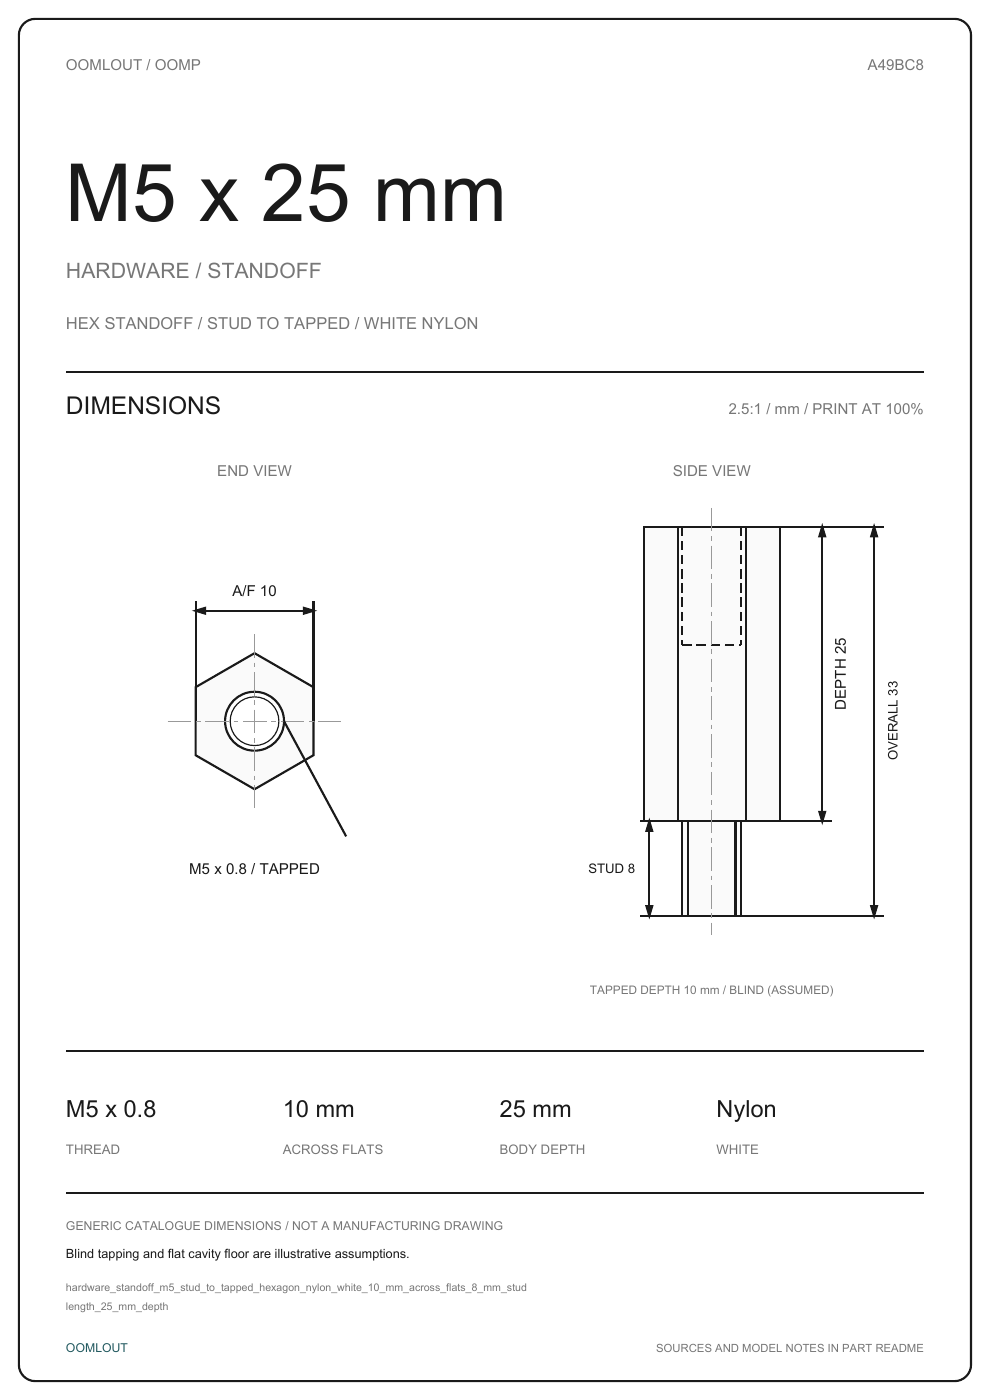 OOMLOUT / OOMP
A49BC8
M5 x 25 mm
HARDWARE / STANDOFF
HEX STANDOFF / STUD TO TAPPED / WHITE NYLON
DIMENSIONS
2.5:1 / mm / PRINT AT 100%
END VIEW
SIDE VIEW
A/F 10
DEPTH 25
OVERALL 33
STUD 8
M5 x 0.8 / TAPPED
TAPPED DEPTH 10 mm / BLIND (ASSUMED)
M5 x 0.8
10 mm
25 mm
Nylon
THREAD
ACROSS FLATS
BODY DEPTH
WHITE
GENERIC CATALOGUE DIMENSIONS / NOT A MANUFACTURING DRAWING
Blind tapping and flat cavity floor are illustrative assumptions.
hardware_standoff_m5_stud_to_tapped_hexagon_nylon_white_10_mm_across_flats_8_mm_stud
length_25_mm_depth
OOMLOUT
SOURCES AND MODEL NOTES IN PART README